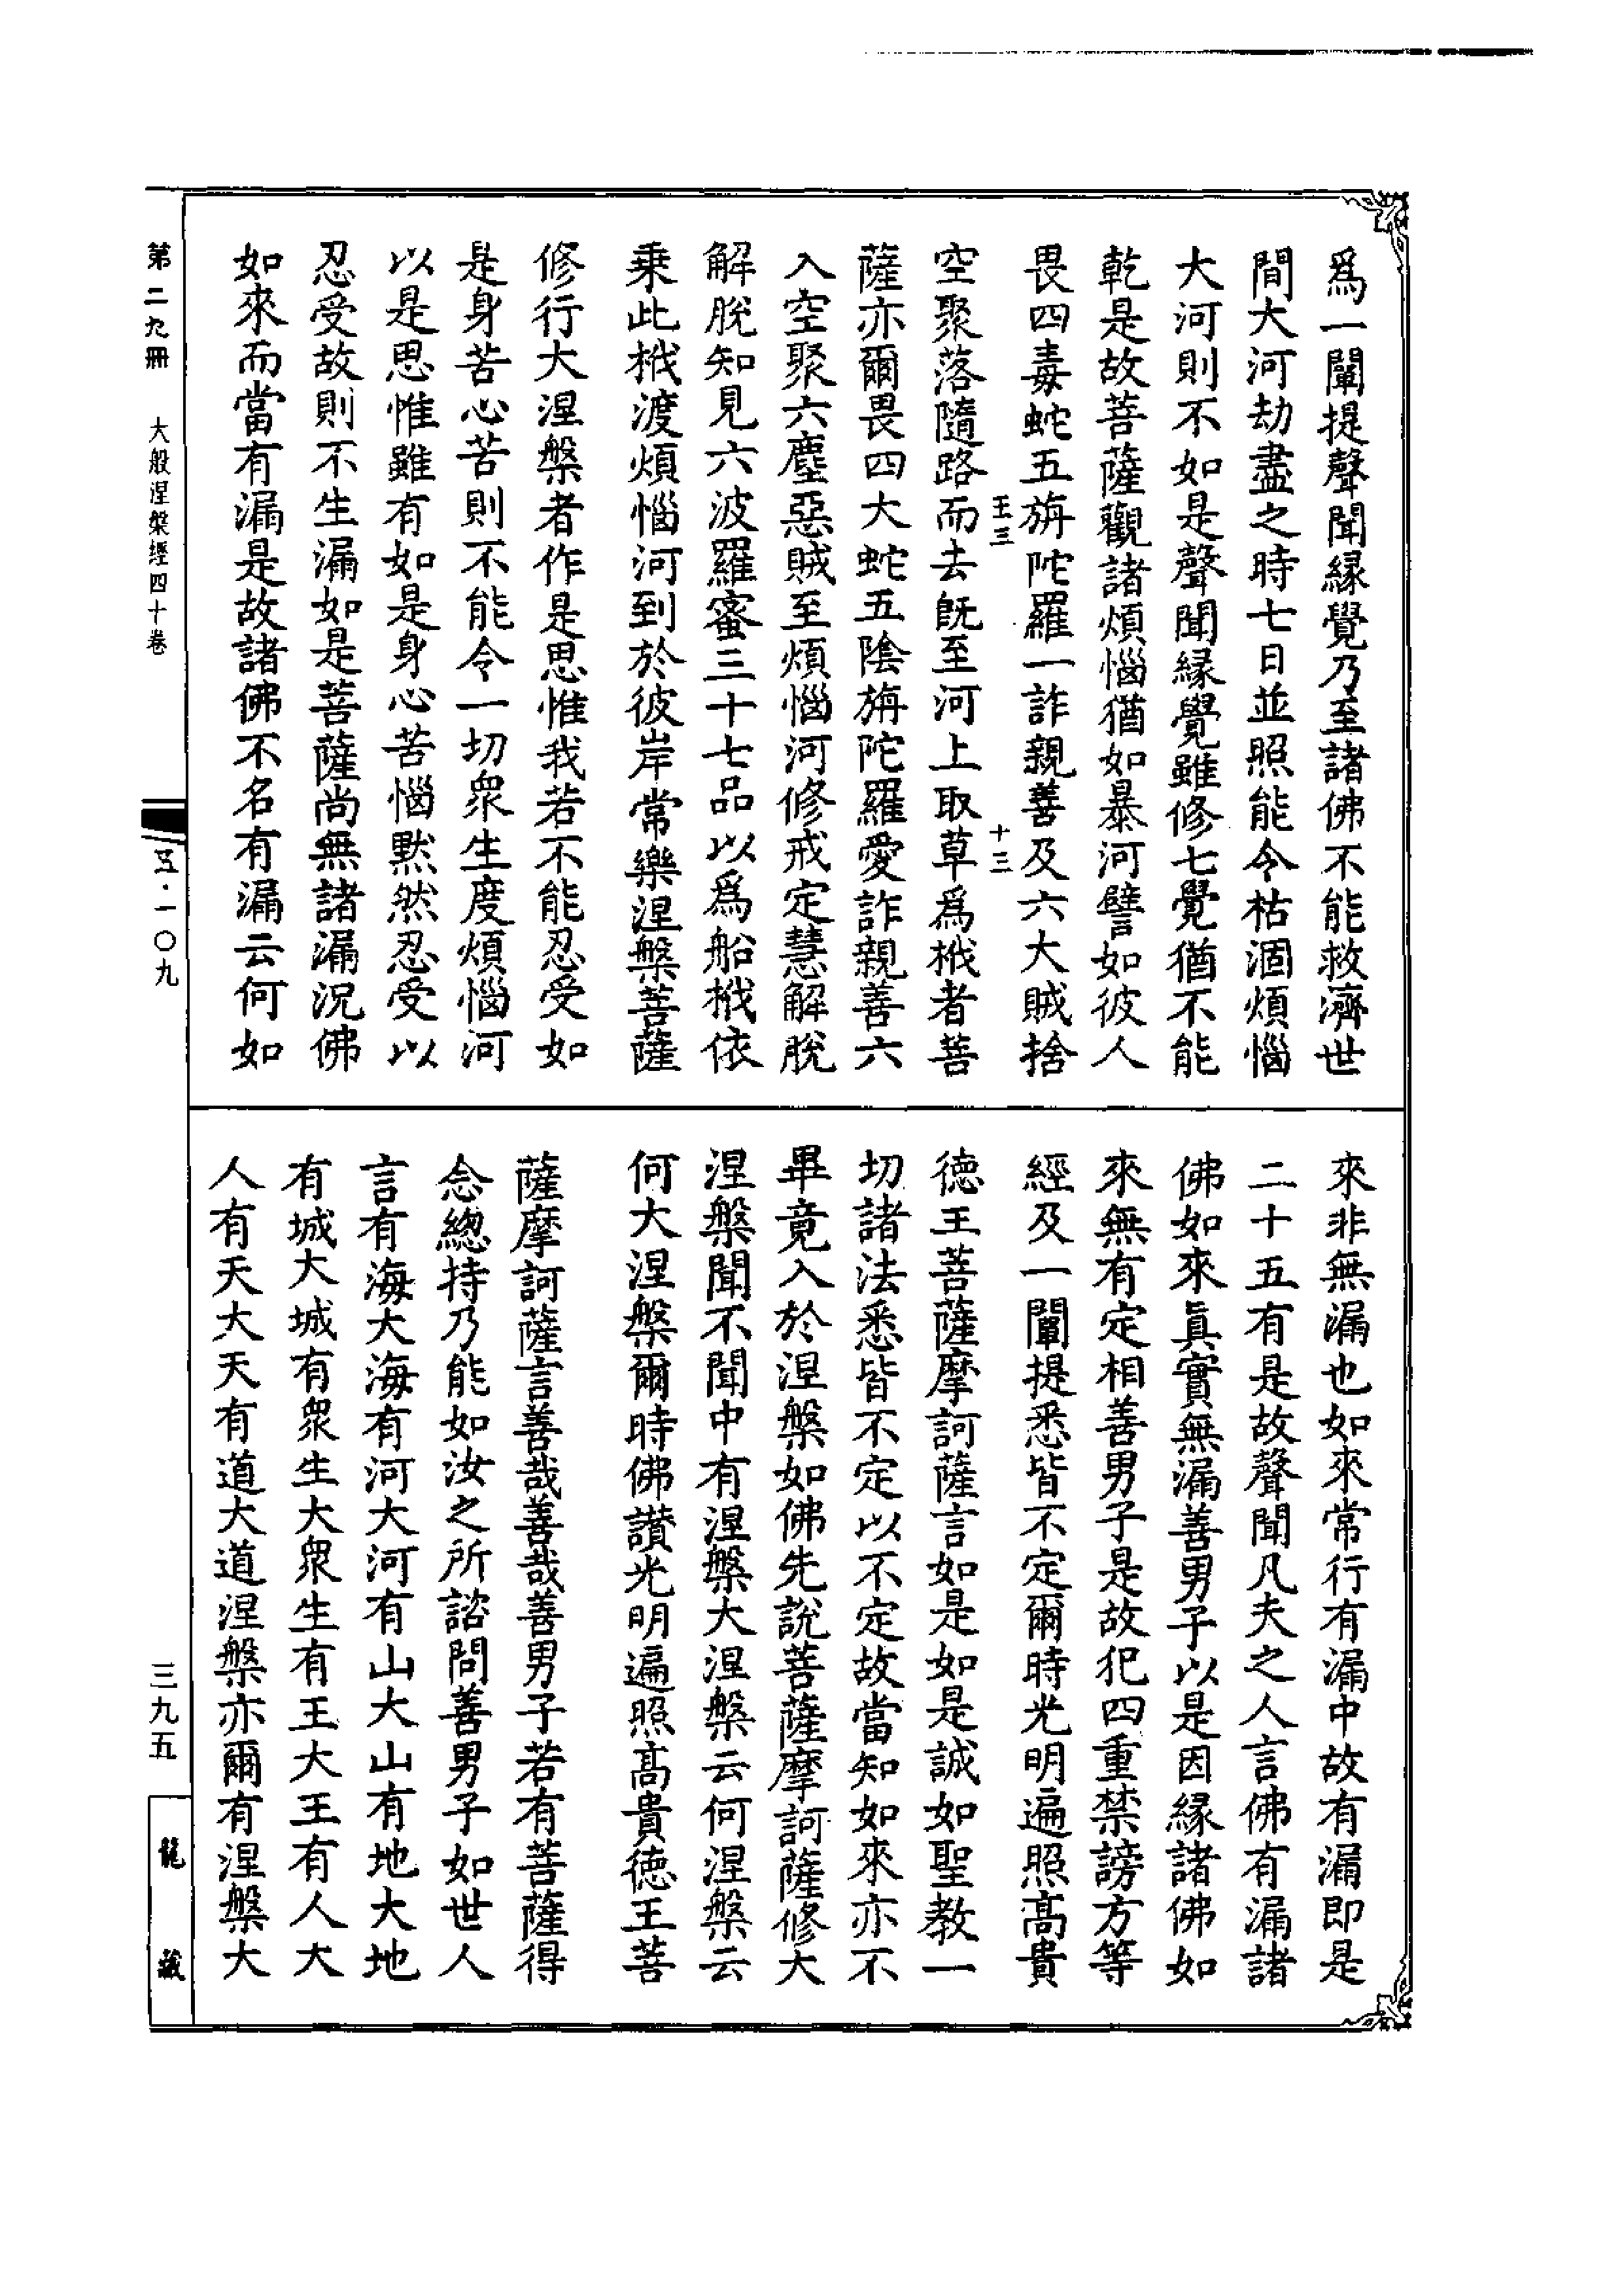 爲一闡提聲聞縁覺乃至諸佛不能救濟世
間大河劫盡之時七日並照能令枯涸煩惱
大河則不如是聲聞縁覺雖修七覺猶不能
乾是故菩薩觀諸煩惱猶如暴河譬如彼人
畏四毒蛇五旃陀羅一詐親善及六大賊捨
王三
十三
空聚落隨路而去旣至河上取草爲栰者菩
薩亦爾畏四大蛇五陰旃陀羅愛詐親善六
入空聚六塵惡賊至煩惱河修戒定慧解脫
解脫知見六波羅蜜三十七品以爲船栰依
乗此栰渡煩惱河到於彼岸常樂涅槃菩薩
修行大涅槃者作是思惟我若不能忍受如
是身苦心苦則不能令一切衆生度煩惱河
以是思惟雖有如是身心苦惱黙然忍受以
忍受故則不生漏如是菩薩尚無諸漏況佛
如來而當有漏是故諸佛不名有漏云何如
來非無漏也如來常行有漏中故有漏即是
二十五有是故聲聞凡夫之人言佛有漏諸
佛如來眞實無漏善男子以是因縁諸佛如
來無有定相善男子是故犯四重禁謗方等
經及一闡提悉皆不定爾時光明遍照髙貴
德王菩薩摩訶薩言如是如是誠如聖教一
切諸法悉皆不定以不定故當知如來亦不
畢竟入於涅槃如佛先說菩薩摩訶薩修大
涅槃聞不聞中有涅槃大涅槃云何涅槃云
何大涅槃爾時佛讃光明遍照髙貴德王菩
薩摩訶薩言善哉善哉善男子若有菩薩得
念總持乃能如汝之所諮問善男子如世人
言有海大海有河大河有山大山有地大地
有城大城有衆生大衆生有王大王有人大
人有天大天有道大道涅槃亦爾有涅槃大
第二九冊
大般涅槃經四十卷
五·一〇九
三九五
龍藏